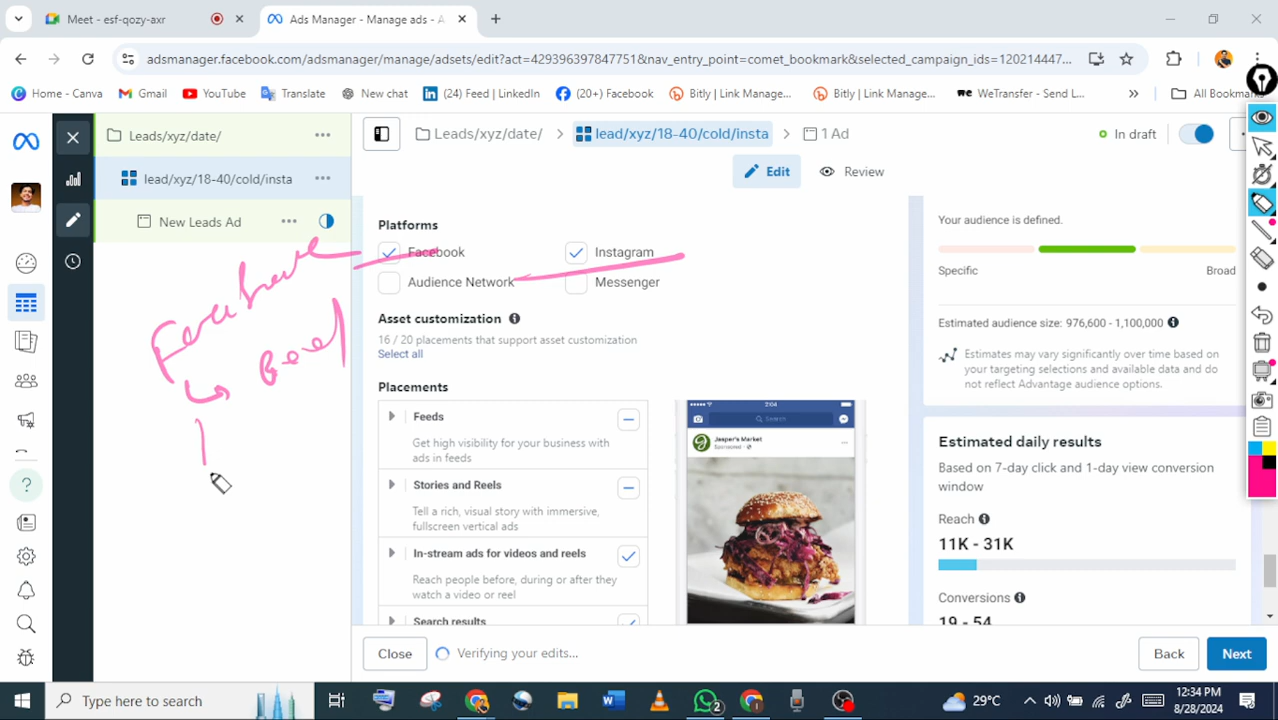 Meet - esf-qozy-axr
Ads Manager - Manage ads - A
adsmanager.facebook.com/adsmanager/manage/adsets/edit?act=429396397847751&nav_entry_point=comet_bookmark&selected_campaign_ids=120214447...
Home - Canva
Gmail
YouTube
Translate
New chat
(24) Feed | LinkedIn
(20+) Facebook
Bitly | Link Manage...
Bitly | Link Manage...
WeTransfer - Send L...
All Bookmarks
Leads/xyz/date/
lead/xyz/18-40/cold/insta
New Leads Ad
Leads/xyz/date/
lead/xyz/18-40/cold/insta
1 Ad
In draft
Edit
Review
Platforms
Facebook
Instagram
Audience Network
Messenger
Asset customization
16 / 20 placements that support asset customization
Select all
Placements
Feeds
Get high visibility for your business with
ads in feeds
Stories and Reels
Tell a rich, visual story with immersive,
fullscreen vertical ads
In-stream ads for videos and reels
Reach people before, during or after they
watch a video or reel
Search results
2:04
Search
Jasper's Market
Sponsored
Your audience is defined.
Specific
Broad
Estimated audience size: 976,600 - 1,100,000
Estimates may vary significantly over time based on
your targeting selections and available data and do
not reflect Advantage audience options.
Estimated daily results
Based on 7-day click and 1-day view conversion
window
Reach
11K - 31K
Conversions
19 - 54
Close
Verifying your edits...
Back
Next
Type here to search
2
29°C
12:34 PM
8/28/2024